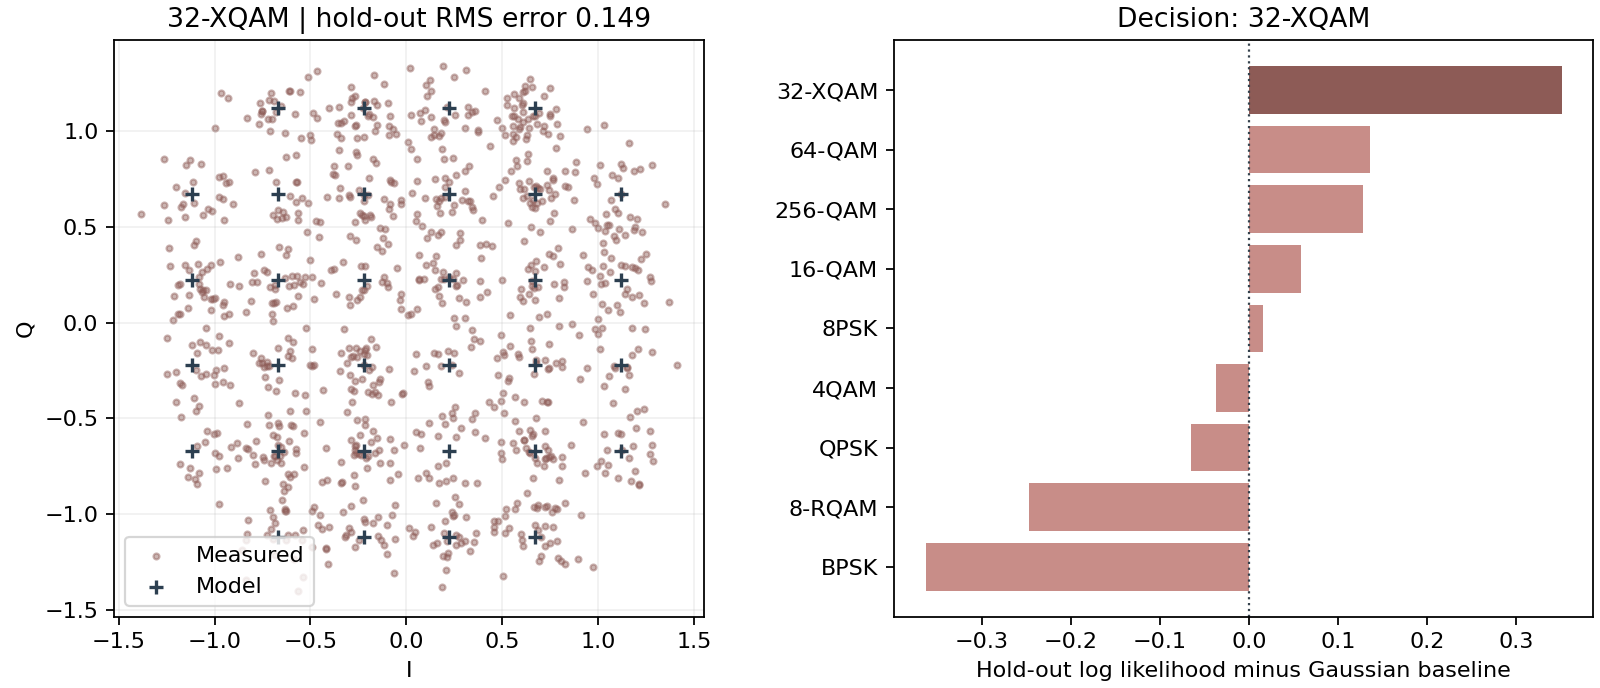 32-XQAM | hold-out RMS error 0.149
1.0
0.5
0.0
−0.5
−1.0
−1.5
Q
Measured
Model
−1.5
−1.0
−0.5
0.0
0.5
1.0
1.5
I
Decision: 32-XQAM
32-XQAM
64-QAM
256-QAM
16-QAM
8PSK
4QAM
QPSK
8-RQAM
BPSK
−0.3
−0.2
−0.1
0.0
0.1
0.2
0.3
Hold-out log likelihood minus Gaussian baseline